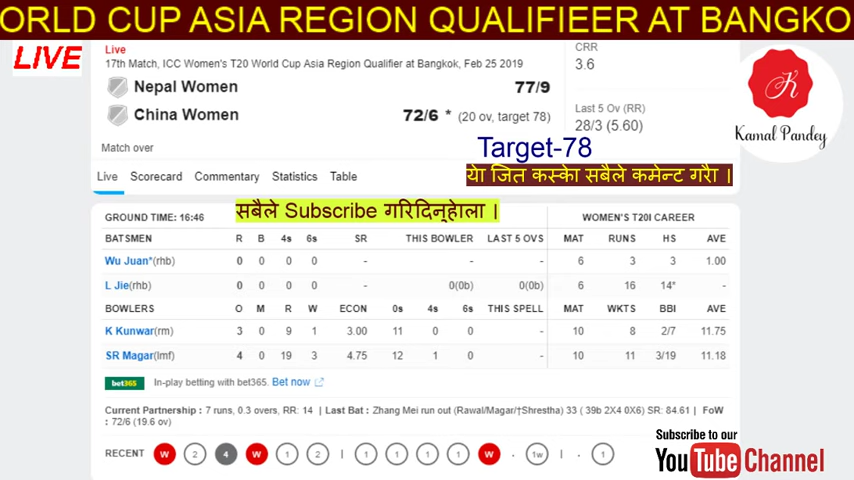 ORLD CUP ASIA REGION QUALIFIEER AT BANGKO
LIVE
Live
17th Match, ICC Women's T20 World Cup Asia Region Qualifier at Bangkok, Feb 25 2019
Nepal Women 77/9
China Women 72/6 * (20 ov, target 78)
Match over
CRR
3.6
Last 5 Ov (RR)
28/3 (5.60)
K
Kamal Pandey
Target-78
Live Scorecard Commentary Statistics Table
यो जित कस्को सबैले कमेन्ट गरौ ।
सबैले Subscribe गरिदिनुहोला ।
GROUND TIME: 16:46 WOMEN'S T20I CAREER
BATSMEN R B 4s 6s SR THIS BOWLER LAST 5 OVS MAT RUNS HS AVE
Wu Juan*(rhb) 0 0 0 0 - - - 6 3 3 1.00
L Jie(rhb) 0 0 0 0 - 0(0b) 0(0b) 6 16 14* -
BOWLERS O M R W ECON 0s 4s 6s THIS SPELL MAT WKTS BBI AVE
K Kunwar(rm) 3 0 9 1 3.00 11 0 0 - 10 8 2/7 11.75
SR Magar(lmf) 4 0 19 3 4.75 12 1 0 - 10 11 3/19 11.18
bet365 In-play betting with bet365. Bet now
Current Partnership : 7 runs, 0.3 overs, RR: 14 | Last Bat : Zhang Mei run out (Rawal/Magar/†Shrestha) 33 ( 39b 2X4 0X6) SR: 84.61 | FoW
: 72/6 (19.6 ov)
RECENT W 2 4 W 1 2 | 1 1 1 1 W . 1w | . 1
Subscribe to our
YouTube Channel